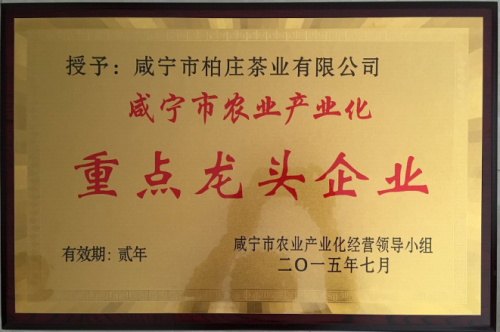 授予：咸宁市柏庄茶业有限公司
咸宁市农业产业化
重点龙头企业
有效期：贰年
咸宁市农业产业化经营领导小组
二〇一五年七月